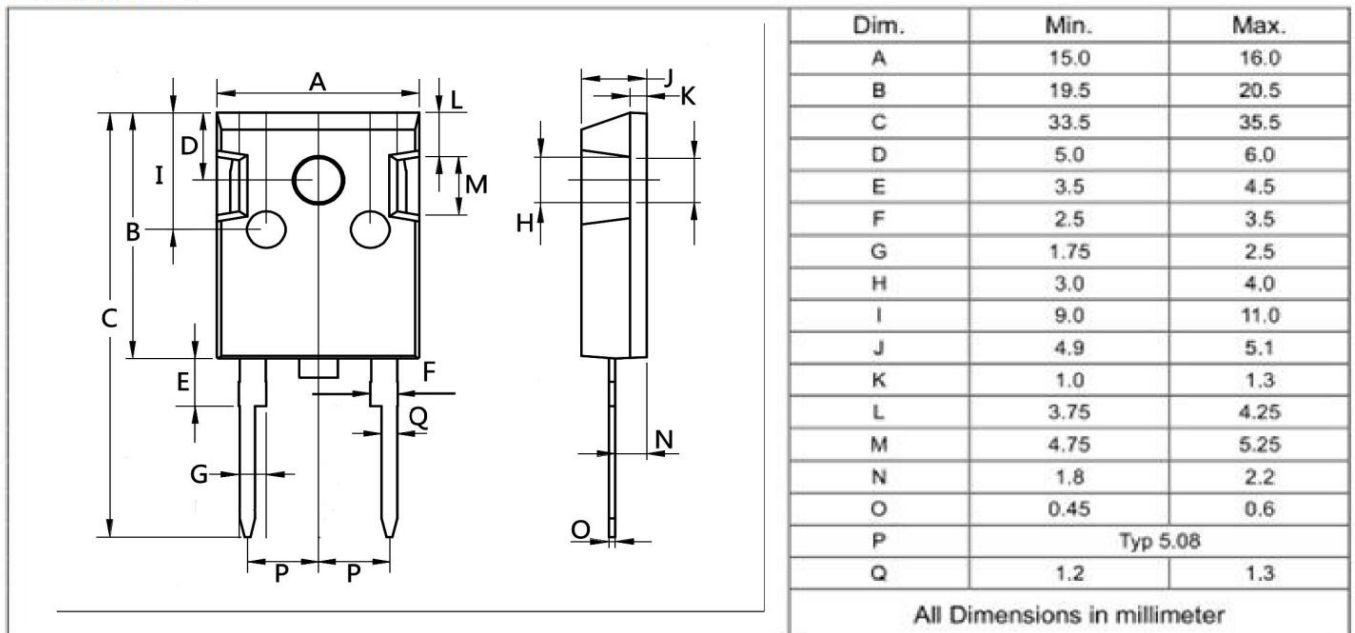 A
L
D
I
M
B
C
E
F
Q
G
P
P
J
K
H
N
O
Dim. Min. Max.
A 15.0 16.0
B 19.5 20.5
C 33.5 35.5
D 5.0 6.0
E 3.5 4.5
F 2.5 3.5
G 1.75 2.5
H 3.0 4.0
I 9.0 11.0
J 4.9 5.1
K 1.0 1.3
L 3.75 4.25
M 4.75 5.25
N 1.8 2.2
O 0.45 0.6
P Typ 5.08
Q 1.2 1.3
All Dimensions in millimeter